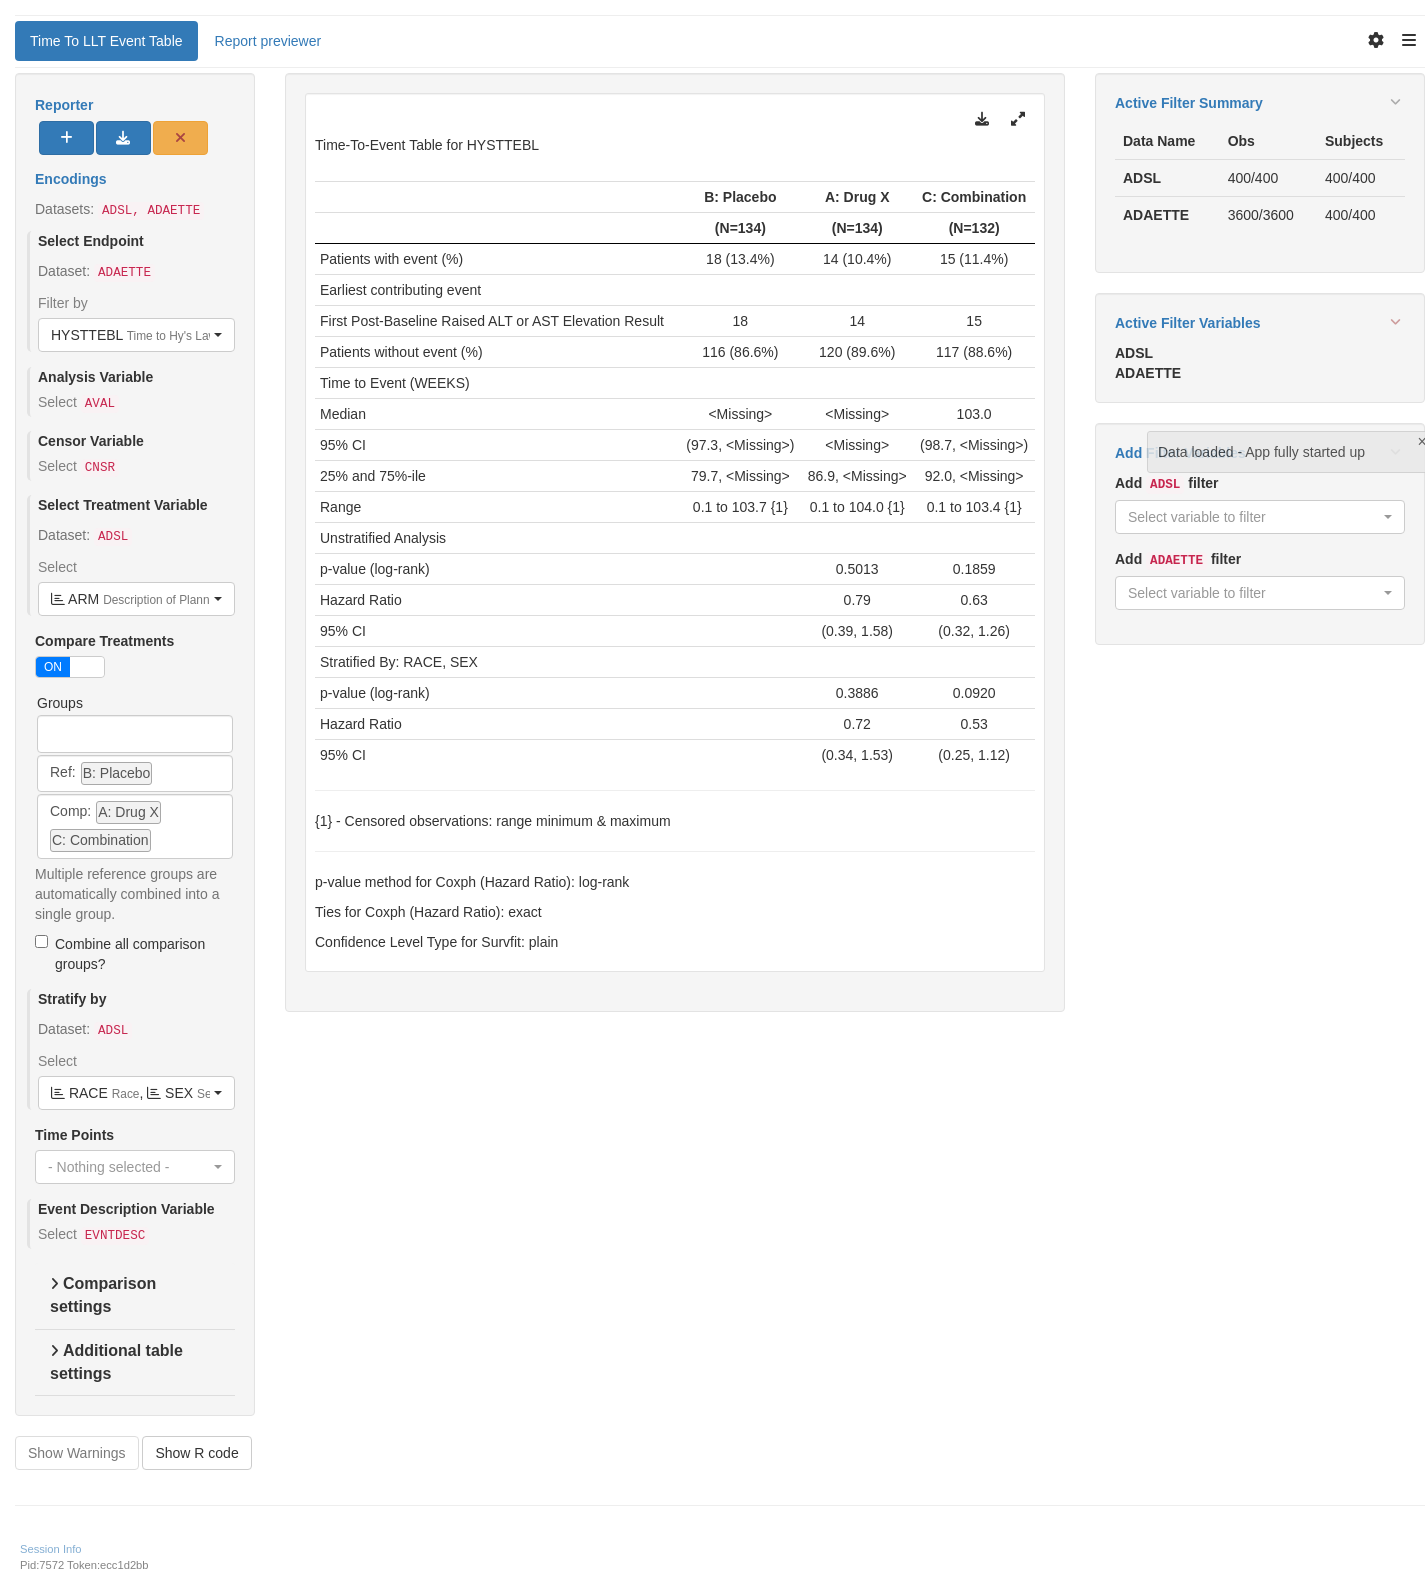 Time To LLT Event Table
Report previewer
Reporter
Encodings
Datasets: ADSL, ADAETTE
Select Endpoint
Dataset: ADAETTE
Filter by
HYSTTEBL Time to Hy's La
Analysis Variable
Select AVAL
Censor Variable
Select CNSR
Select Treatment Variable
Dataset: ADSL
Select
ARM Description of Plann
Compare Treatments
ON
Groups
Ref: B: Placebo
Comp: A: Drug X
C: Combination
Multiple reference groups are
automatically combined into a
single group.
Combine all comparison
groups?
Stratify by
Dataset: ADSL
Select
RACE Race, SEX Se
Time Points
- Nothing selected -
Event Description Variable
Select EVNTDESC
Comparison
settings
Additional table
settings
Show Warnings
Show R code
Time-To-Event Table for HYSTTEBL
B: Placebo A: Drug X C: Combination
(N=134) (N=134) (N=132)
Patients with event (%) 18 (13.4%) 14 (10.4%) 15 (11.4%)
Earliest contributing event
First Post-Baseline Raised ALT or AST Elevation Result 18 14 15
Patients without event (%) 116 (86.6%) 120 (89.6%) 117 (88.6%)
Time to Event (WEEKS)
Median <Missing> <Missing> 103.0
95% CI (97.3, <Missing>) <Missing> (98.7, <Missing>)
25% and 75%-ile 79.7, <Missing> 86.9, <Missing> 92.0, <Missing>
Range 0.1 to 103.7 {1} 0.1 to 104.0 {1} 0.1 to 103.4 {1}
Unstratified Analysis
p-value (log-rank) 0.5013 0.1859
Hazard Ratio 0.79 0.63
95% CI (0.39, 1.58) (0.32, 1.26)
Stratified By: RACE, SEX
p-value (log-rank) 0.3886 0.0920
Hazard Ratio 0.72 0.53
95% CI (0.34, 1.53) (0.25, 1.12)
{1} - Censored observations: range minimum & maximum
p-value method for Coxph (Hazard Ratio): log-rank
Ties for Coxph (Hazard Ratio): exact
Confidence Level Type for Survfit: plain
Active Filter Summary
Data Name Obs Subjects
ADSL 400/400 400/400
ADAETTE 3600/3600 400/400
Active Filter Variables
ADSL
ADAETTE
Add
Data loaded - App fully started up
Add ADSL filter
Select variable to filter
Add ADAETTE filter
Select variable to filter
Session Info
Pid:7572 Token:ecc1d2bb